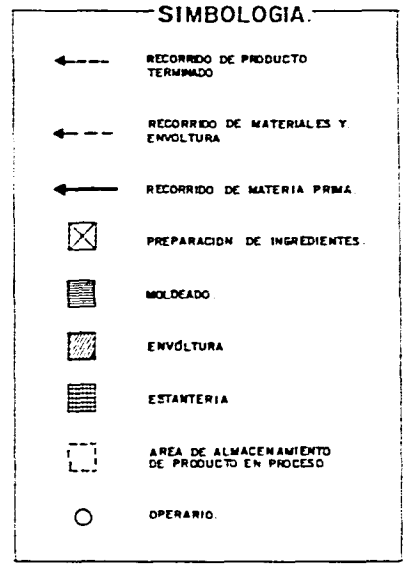 SIMBOLOGIA.
RECORRIDO DE PRODUCTO
TERMINADO
RECORRIDO DE MATERIALES Y
ENVOLTURA
RECORRIDO DE MATERIA PRIMA.
PREPARACION DE INGREDIENTES.
MOLDEADO.
ENVOLTURA
ESTANTERIA
AREA DE ALMACENAMIENTO
DE PRODUCTO EN PROCESO
OPERARIO.